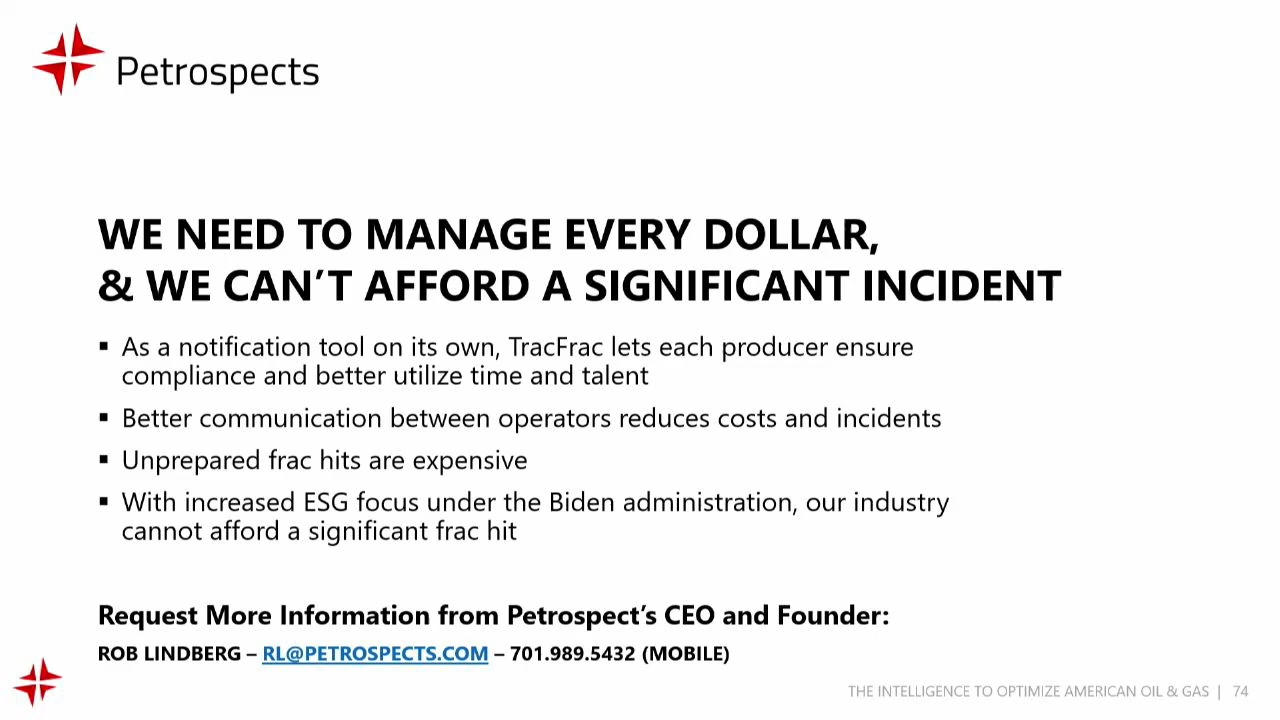 Petrospects
WE NEED TO MANAGE EVERY DOLLAR,
& WE CAN’T AFFORD A SIGNIFICANT INCIDENT
▪ As a notification tool on its own, TracFrac lets each producer ensure
compliance and better utilize time and talent
▪ Better communication between operators reduces costs and incidents
▪ Unprepared frac hits are expensive
▪ With increased ESG focus under the Biden administration, our industry
cannot afford a significant frac hit
Request More Information from Petrospect’s CEO and Founder:
ROB LINDBERG – RL@PETROSPECTS.COM – 701.989.5432 (MOBILE)
THE INTELLIGENCE TO OPTIMIZE AMERICAN OIL & GAS | 74